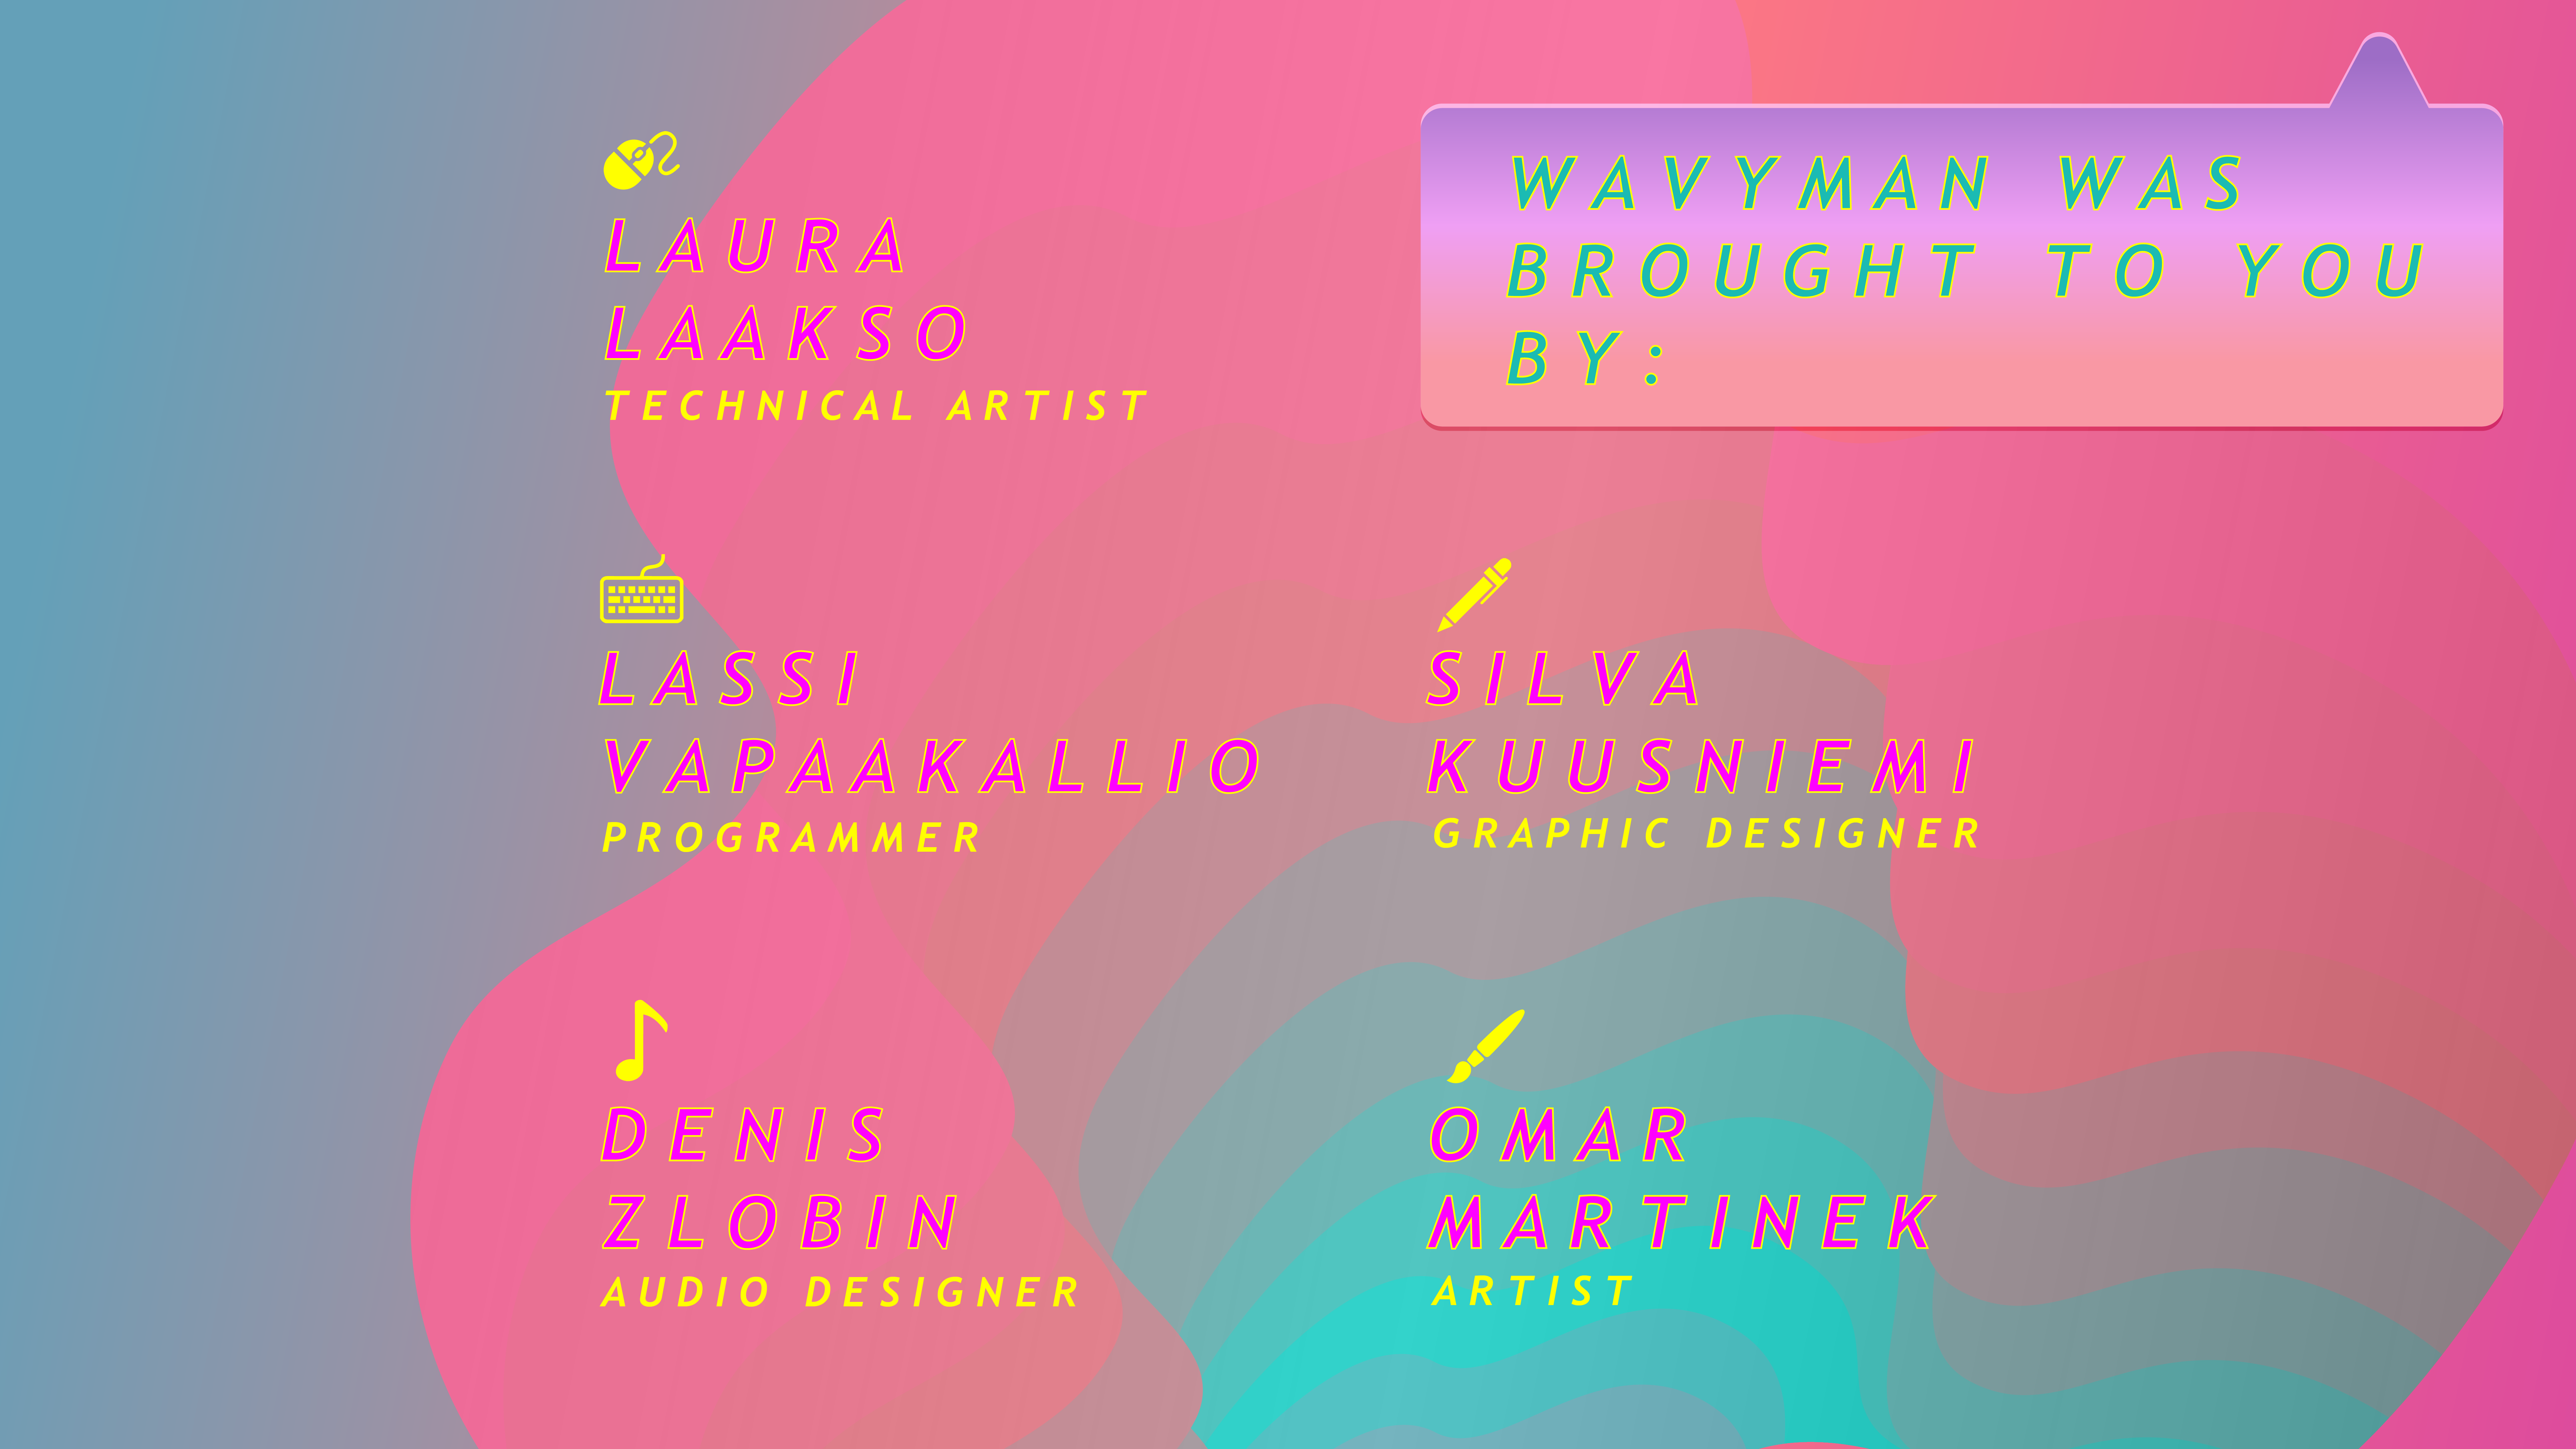 WAVYMAN WAS
BROUGHT TO YOU
BY:
LAURA
LAAKSO
TECHNICAL ARTIST
LASSI
VAPAAKALLIO
PROGRAMMER
SILVA
KUUSNIEMI
GRAPHIC DESIGNER
DENIS
ZLOBIN
AUDIO DESIGNER
OMAR
MARTINEK
ARTIST